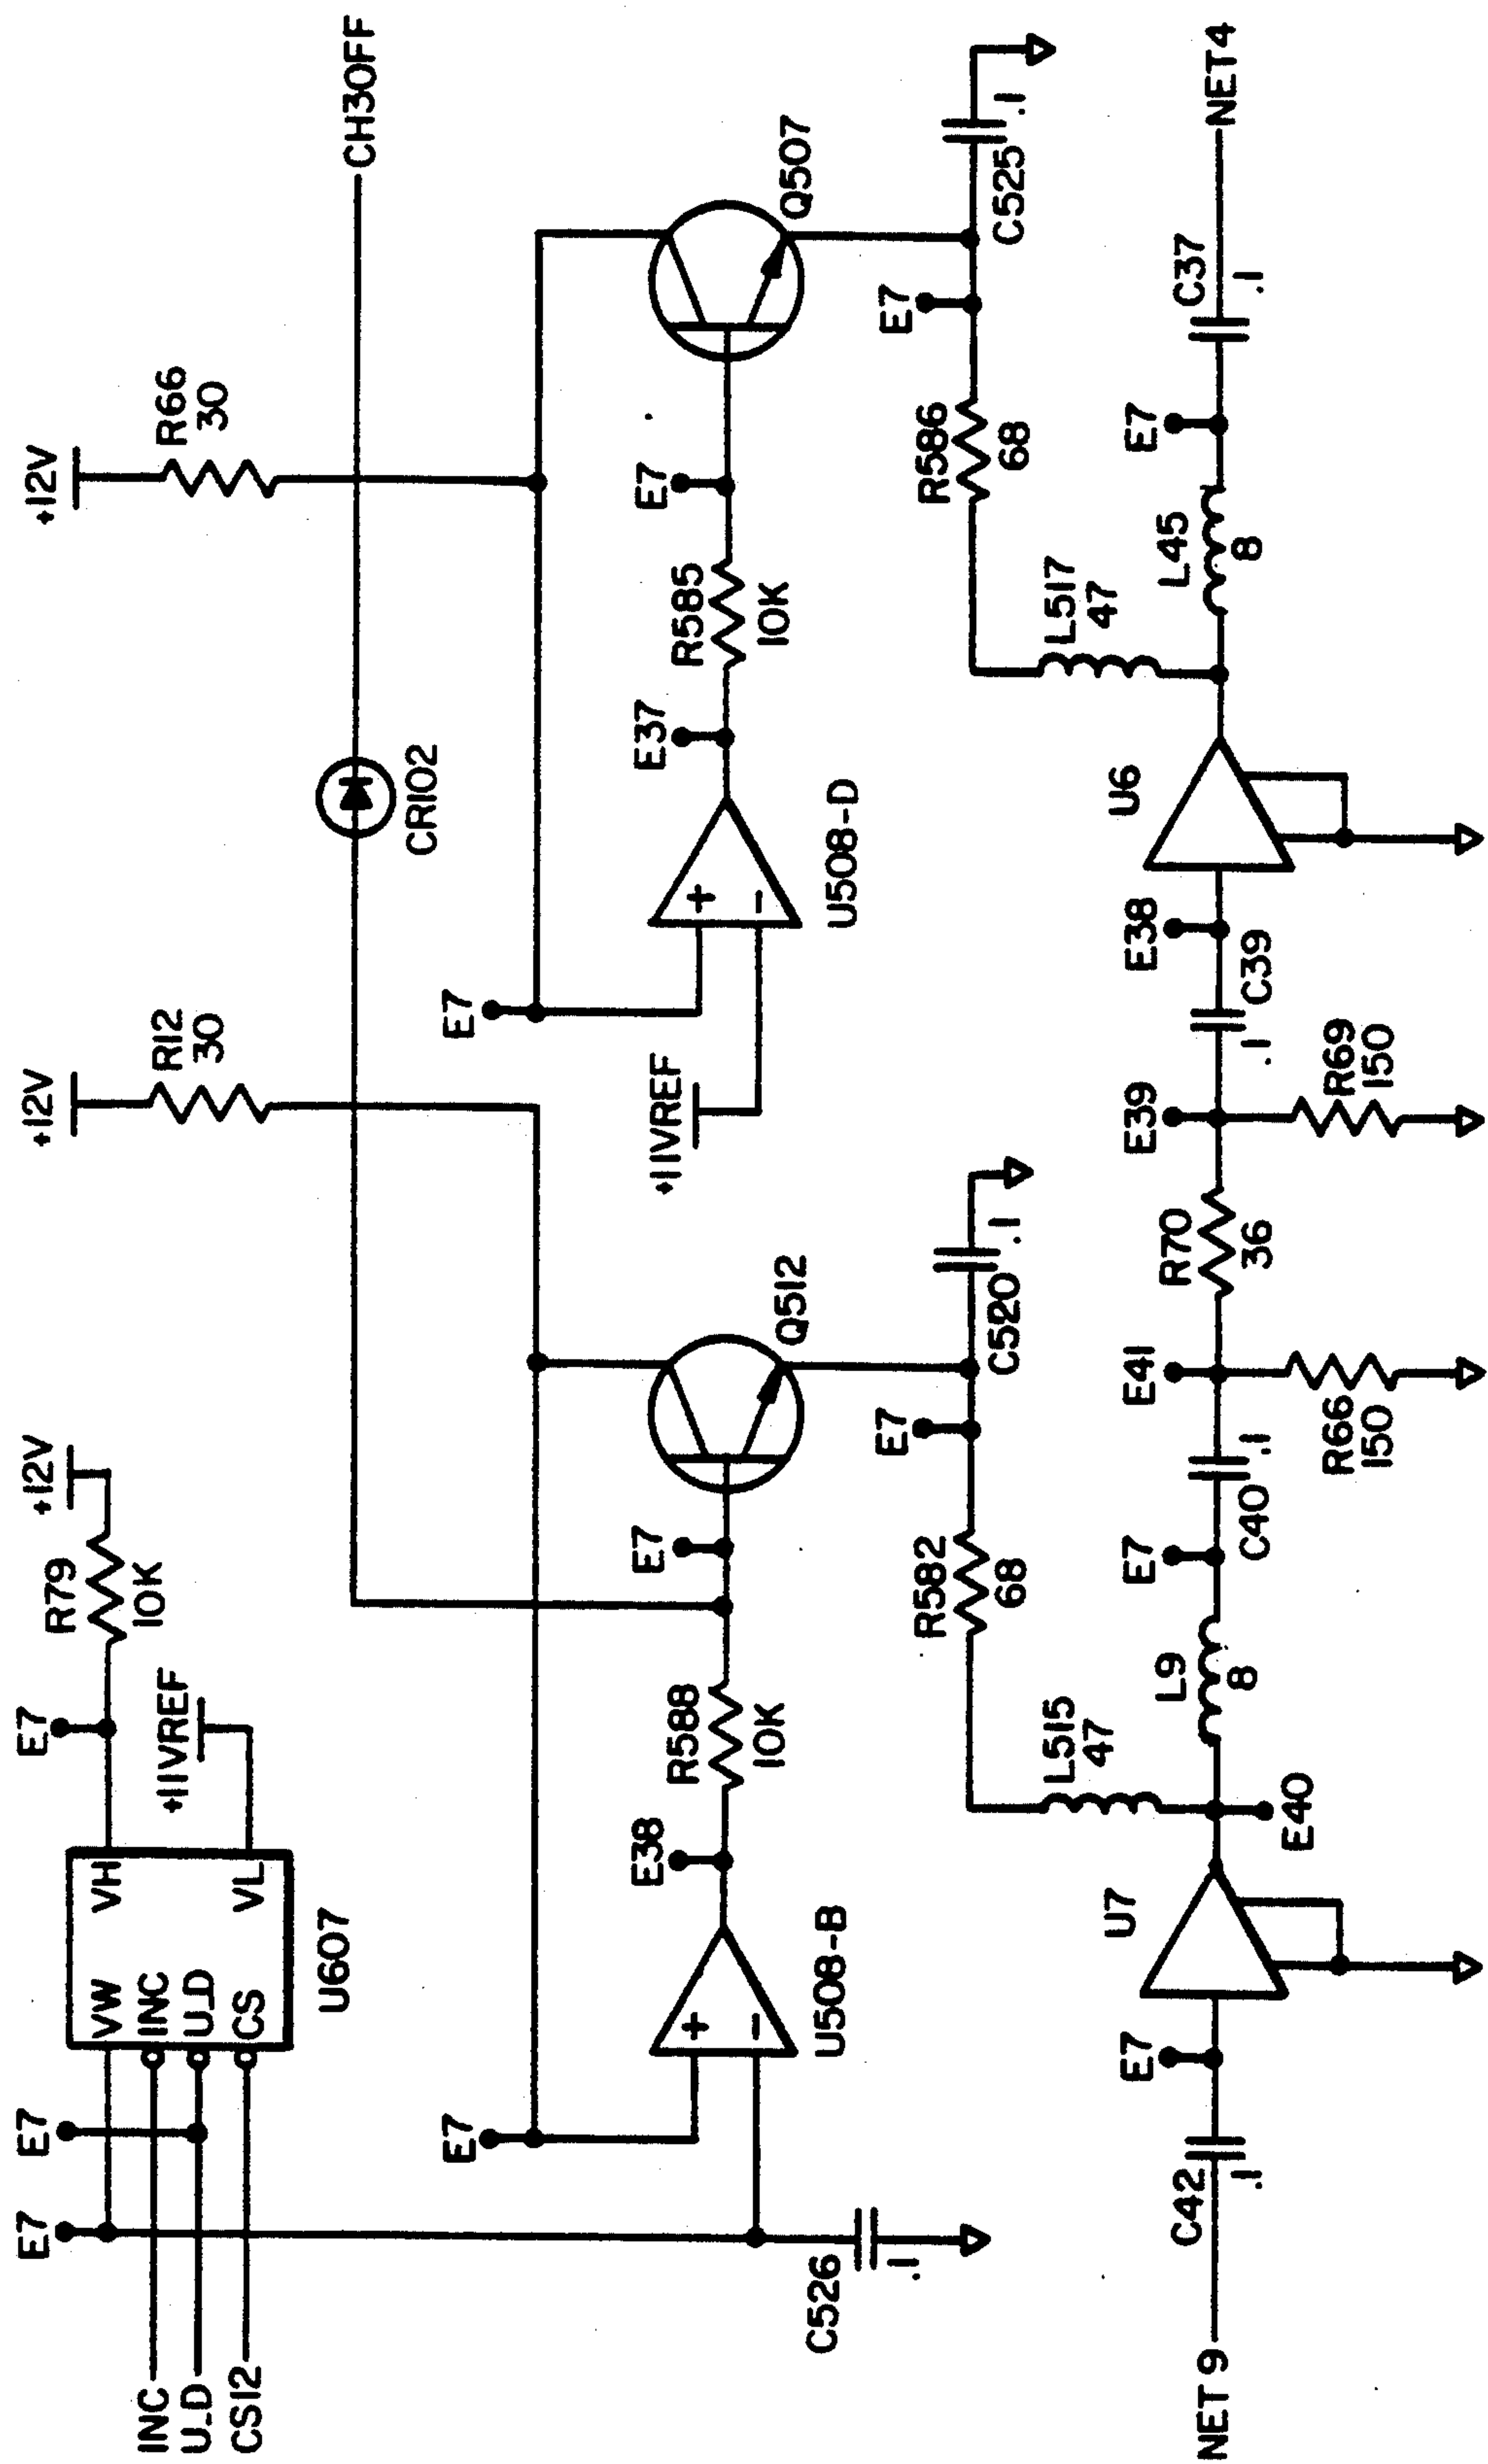 +12V
R66
30
CH3OFF
+12V
R12
30
CR102
+12V
R79
10K
E7
+11VREF
VH
VL
VW
INC
U_D
CS
U607
E7
E7
INC
U_D
CS12
E7
E7
R585
10K
E37
U508-D
+
-
+11VREF
Q507
E7
R588
10K
E38
U508-B
+
-
E7
Q512
C526
.1
E7
C525
.1
R586
68
L517
47
E7
C520
.1
R582
68
L515
47
NET 9
C42
.1
E7
U7
E40
L9
8
E7
C40
.1
E41
R66
150
R70
36
E39
R69
150
C39
.1
E38
U6
L45
8
E7
C37
.1
NET4